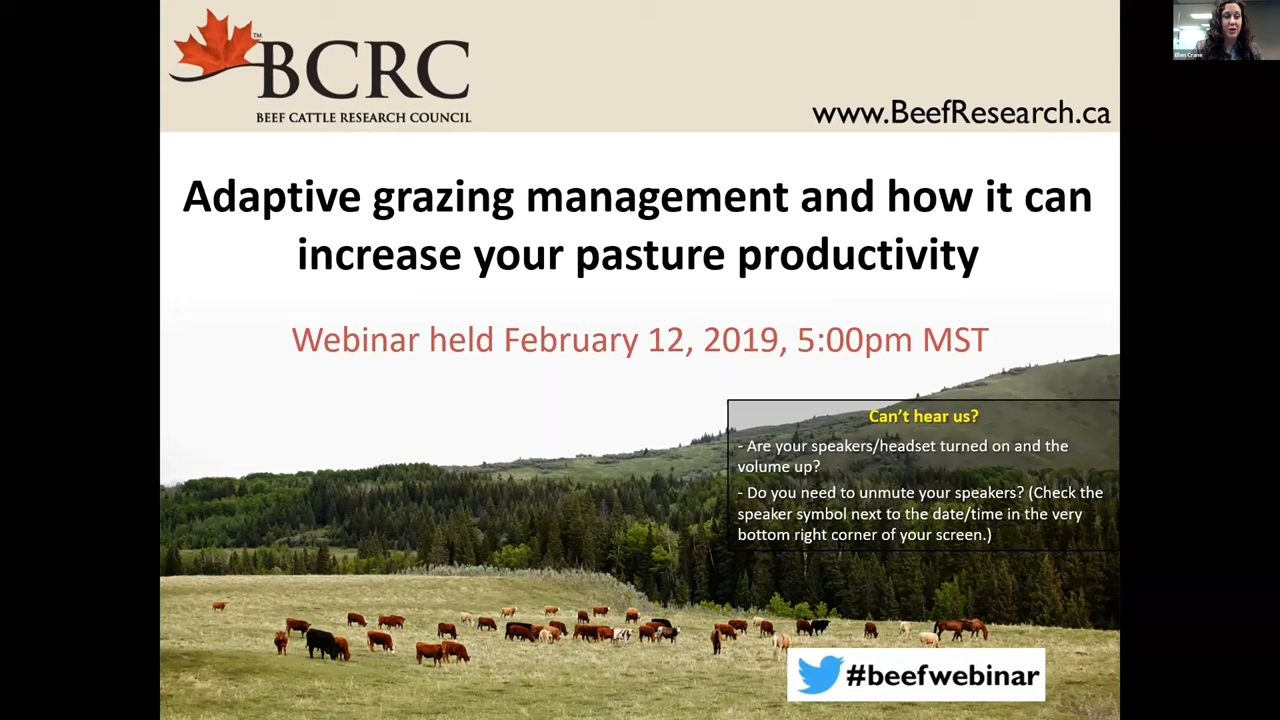 Ellen Crane
BCRC™
BEEF CATTLE RESEARCH COUNCIL
www.BeefResearch.ca
Adaptive grazing management and how it can
increase your pasture productivity
Webinar held February 12, 2019, 5:00pm MST
Can't hear us?
- Are your speakers/headset turned on and the
volume up?
- Do you need to unmute your speakers? (Check the
speaker symbol next to the date/time in the very
bottom right corner of your screen.)
#beefwebinar